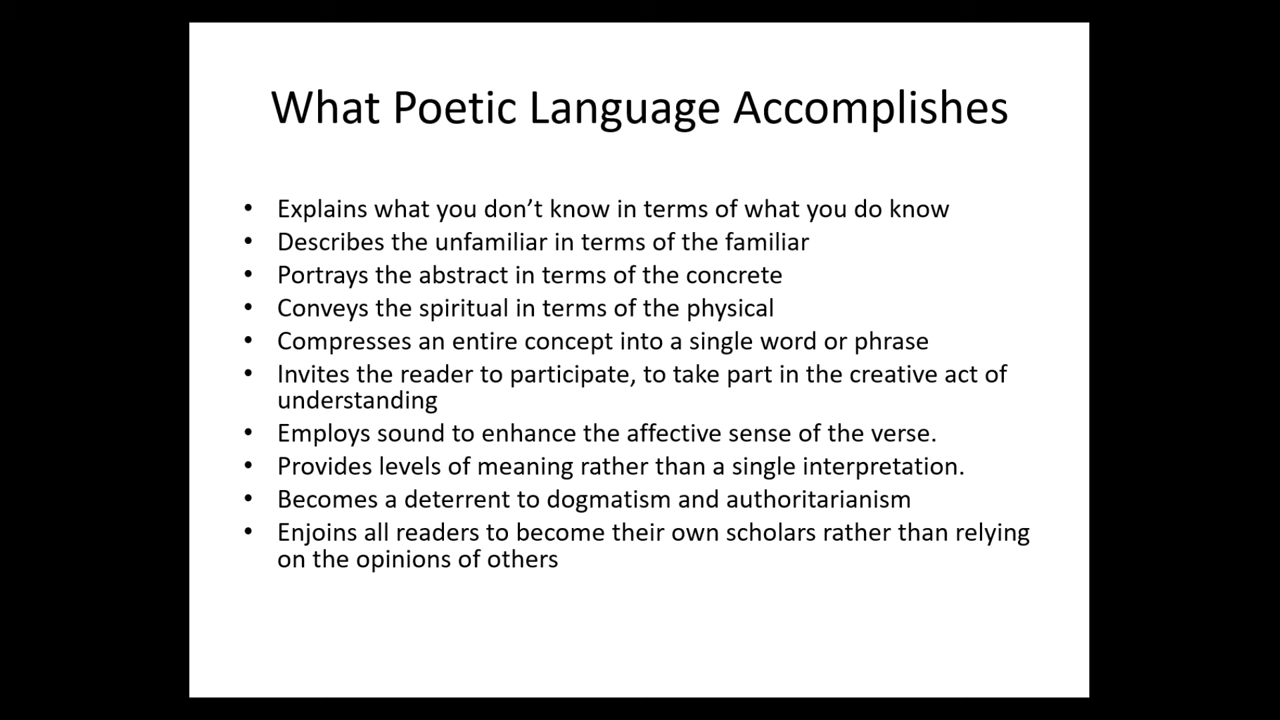 What Poetic Language Accomplishes
• Explains what you don’t know in terms of what you do know
• Describes the unfamiliar in terms of the familiar
• Portrays the abstract in terms of the concrete
• Conveys the spiritual in terms of the physical
• Compresses an entire concept into a single word or phrase
• Invites the reader to participate, to take part in the creative act of
understanding
• Employs sound to enhance the affective sense of the verse.
• Provides levels of meaning rather than a single interpretation.
• Becomes a deterrent to dogmatism and authoritarianism
• Enjoins all readers to become their own scholars rather than relying
on the opinions of others